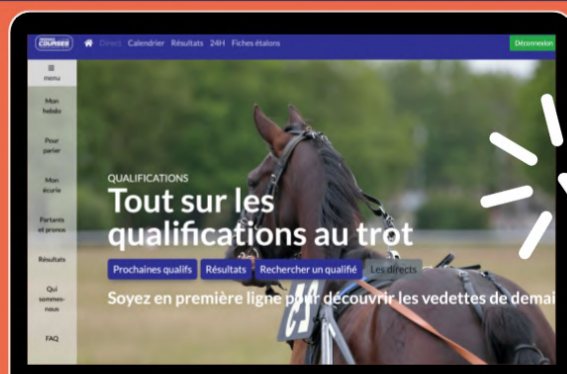 COURSES
Direct Calendrier Résultats 24H Fiches étalons
Déconnexion
menu
Mon
hebdo
Pour
parier
Mon
écurie
Partants
et pronos
Résultats
Qui
sommes-
nous
FAQ
QUALIFICATIONS
Tout sur les
qualifications au trot
Prochaines qualifs Résultats Rechercher un qualifié Les directs
Soyez en première ligne pour découvrir les vedettes de demai